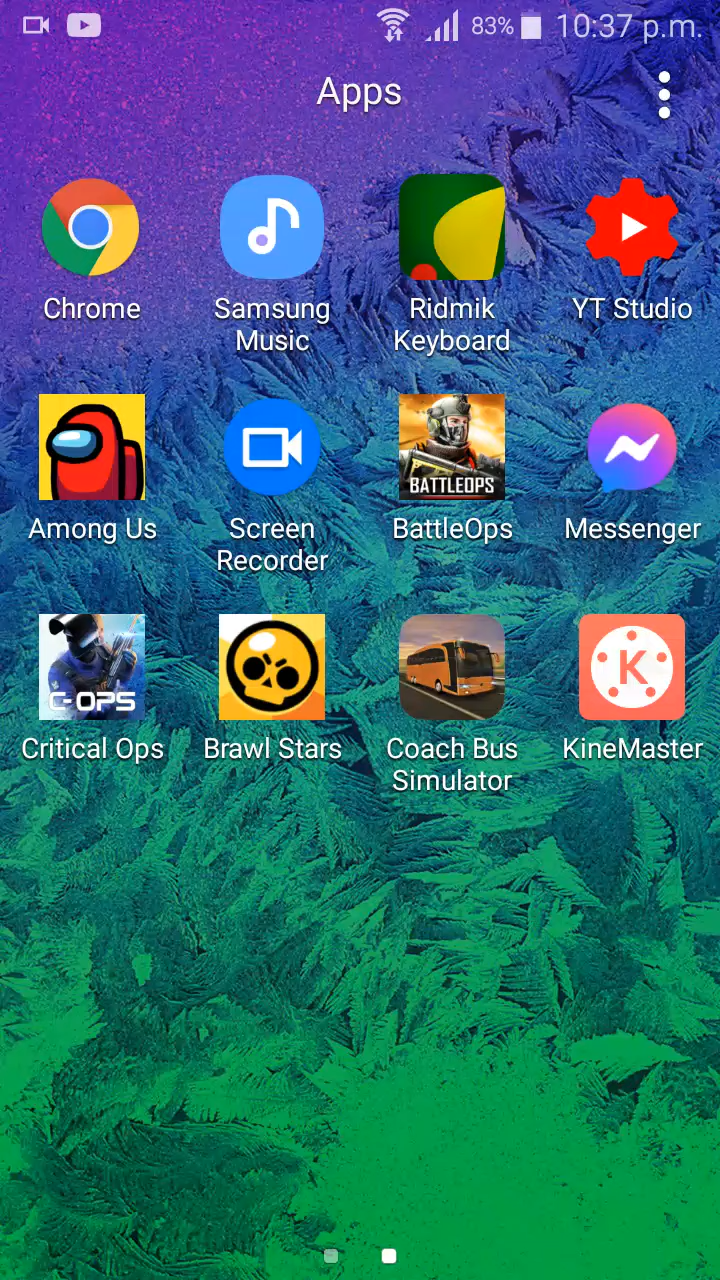 83% 10:37 p.m.
Apps
Chrome
Samsung Music
Ridmik Keyboard
YT Studio
BATTLEOPS
Among Us
Screen Recorder
BattleOps
Messenger
C-OPS
K
Critical Ops
Brawl Stars
Coach Bus Simulator
KineMaster